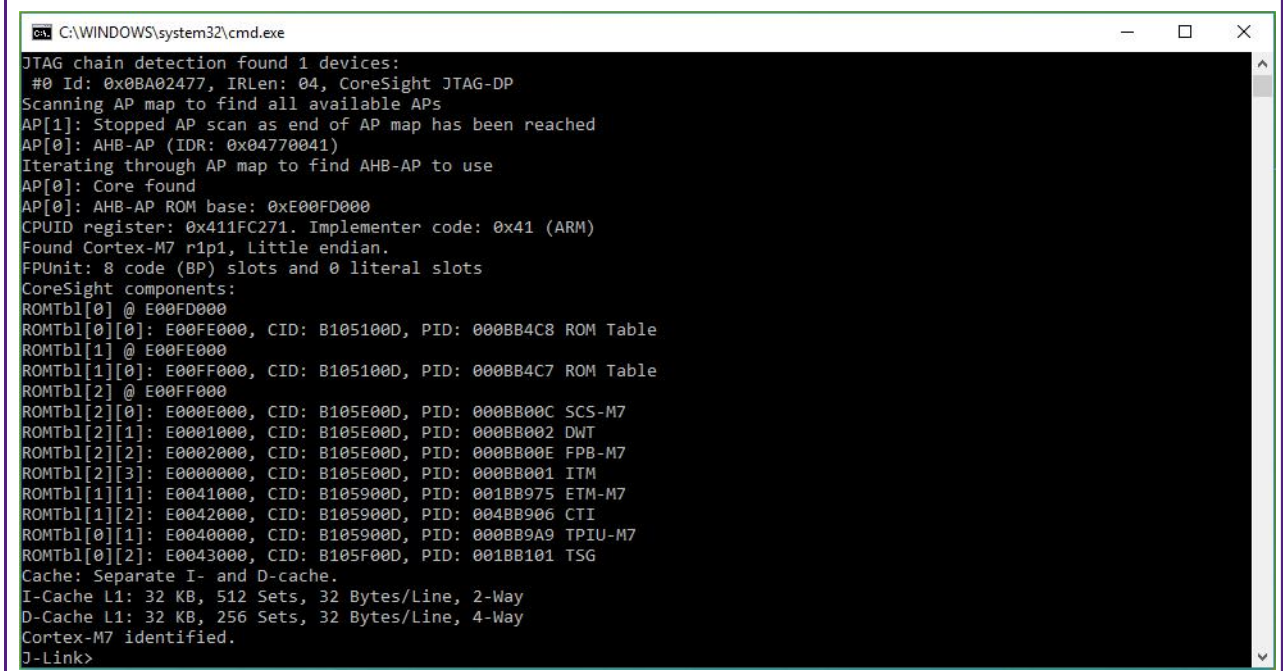 C:\WINDOWS\system32\cmd.exe
JTAG chain detection found 1 devices:
 #0 Id: 0x0BA02477, IRLen: 04, CoreSight JTAG-DP
Scanning AP map to find all available APs
AP[1]: Stopped AP scan as end of AP map has been reached
AP[0]: AHB-AP (IDR: 0x04770041)
Iterating through AP map to find AHB-AP to use
AP[0]: Core found
AP[0]: AHB-AP ROM base: 0xE00FD000
CPUID register: 0x411FC271. Implementer code: 0x41 (ARM)
Found Cortex-M7 r1p1, Little endian.
FPUnit: 8 code (BP) slots and 0 literal slots
CoreSight components:
ROMTbl[0] @ E00FD000
ROMTbl[0][0]: E00FE000, CID: B105100D, PID: 000BB4C8 ROM Table
ROMTbl[1] @ E00FE000
ROMTbl[1][0]: E00FF000, CID: B105100D, PID: 000BB4C7 ROM Table
ROMTbl[2] @ E00FF000
ROMTbl[2][0]: E000E000, CID: B105E00D, PID: 000BB00C SCS-M7
ROMTbl[2][1]: E0001000, CID: B105E00D, PID: 000BB002 DWT
ROMTbl[2][2]: E0002000, CID: B105E00D, PID: 000BB00E FPB-M7
ROMTbl[2][3]: E0000000, CID: B105E00D, PID: 000BB001 ITM
ROMTbl[1][1]: E0041000, CID: B105900D, PID: 001BB975 ETM-M7
ROMTbl[1][2]: E0042000, CID: B105900D, PID: 004BB906 CTI
ROMTbl[0][1]: E0040000, CID: B105900D, PID: 000BB9A9 TPIU-M7
ROMTbl[0][2]: E0043000, CID: B105F00D, PID: 001BB101 TSG
Cache: Separate I- and D-cache.
I-Cache L1: 32 KB, 512 Sets, 32 Bytes/Line, 2-Way
D-Cache L1: 32 KB, 256 Sets, 32 Bytes/Line, 4-Way
Cortex-M7 identified.
J-Link>